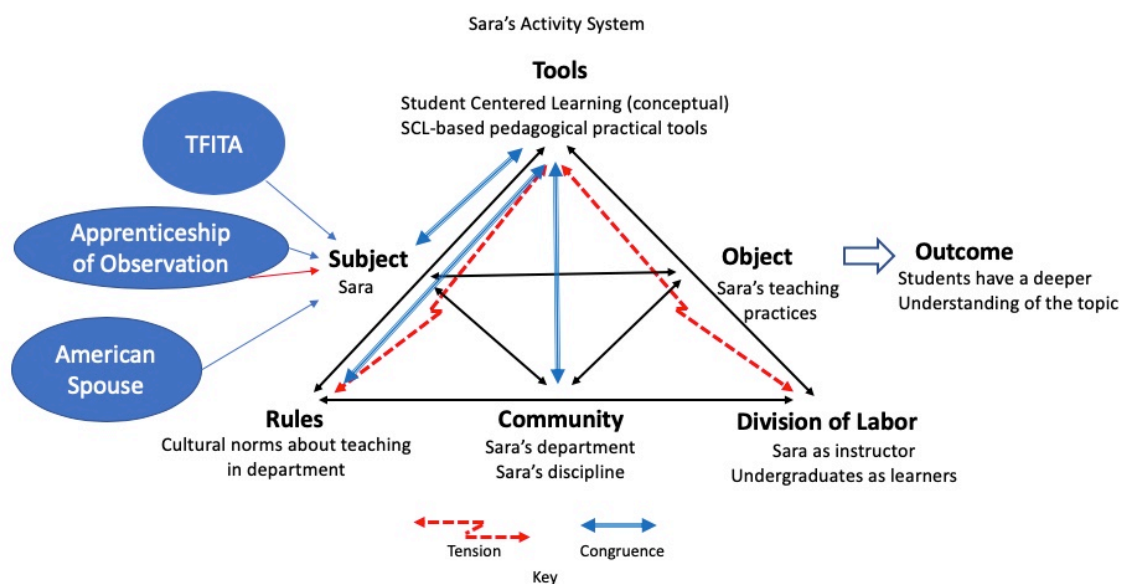 Sara's Activity System
Tools
Student Centered Learning (conceptual)
SCL-based pedagogical practical tools
TFITA
Apprenticeship
of Observation
American
Spouse
Subject
Sara
Object
Sara's teaching
practices
Outcome
Students have a deeper
Understanding of the topic
Rules
Cultural norms about teaching
in department
Community
Sara's department
Sara's discipline
Division of Labor
Sara as instructor
Undergraduates as learners
Tension
Congruence
Key